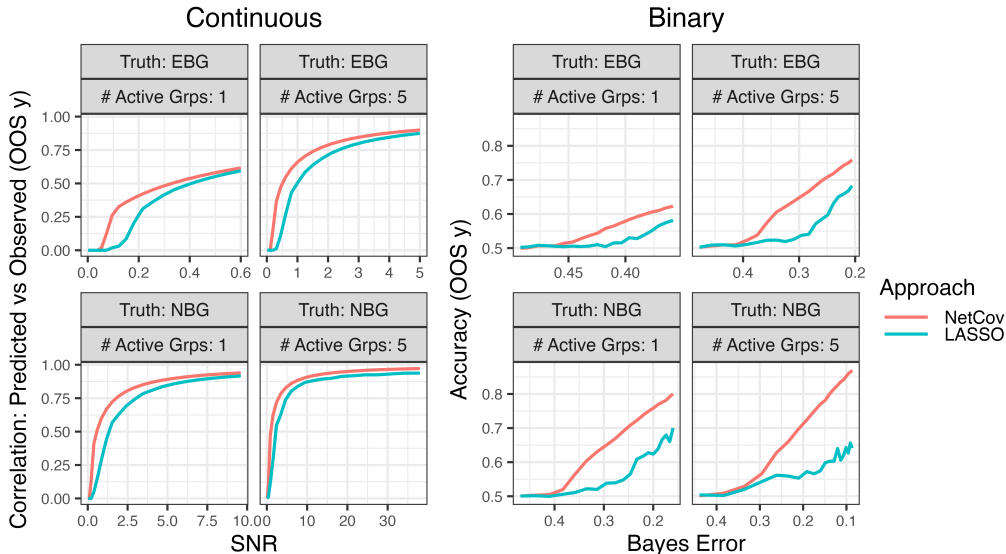 Continuous
Binary
Truth: EBG
Truth: EBG
Truth: EBG
Truth: EBG
# Active Grps: 1
# Active Grps: 5
# Active Grps: 1
# Active Grps: 5
1.00
0.75
0.50
0.25
0.00
0.8
0.7
0.6
0.5
0.0 0.2 0.4 0.6
0 1 2 3 4 5
0.45 0.40
0.4 0.3 0.2
Truth: NBG
Truth: NBG
Truth: NBG
Truth: NBG
# Active Grps: 1
# Active Grps: 5
# Active Grps: 1
# Active Grps: 5
1.00
0.75
0.50
0.25
0.00
0.8
0.7
0.6
0.5
0.0 2.5 5.0 7.5 10.0
0 10 20 30
0.4 0.3 0.2
0.4 0.3 0.2 0.1
SNR
Bayes Error
Correlation: Predicted vs Observed (OOS y)
Accuracy (OOS y)
Approach
NetCov
LASSO